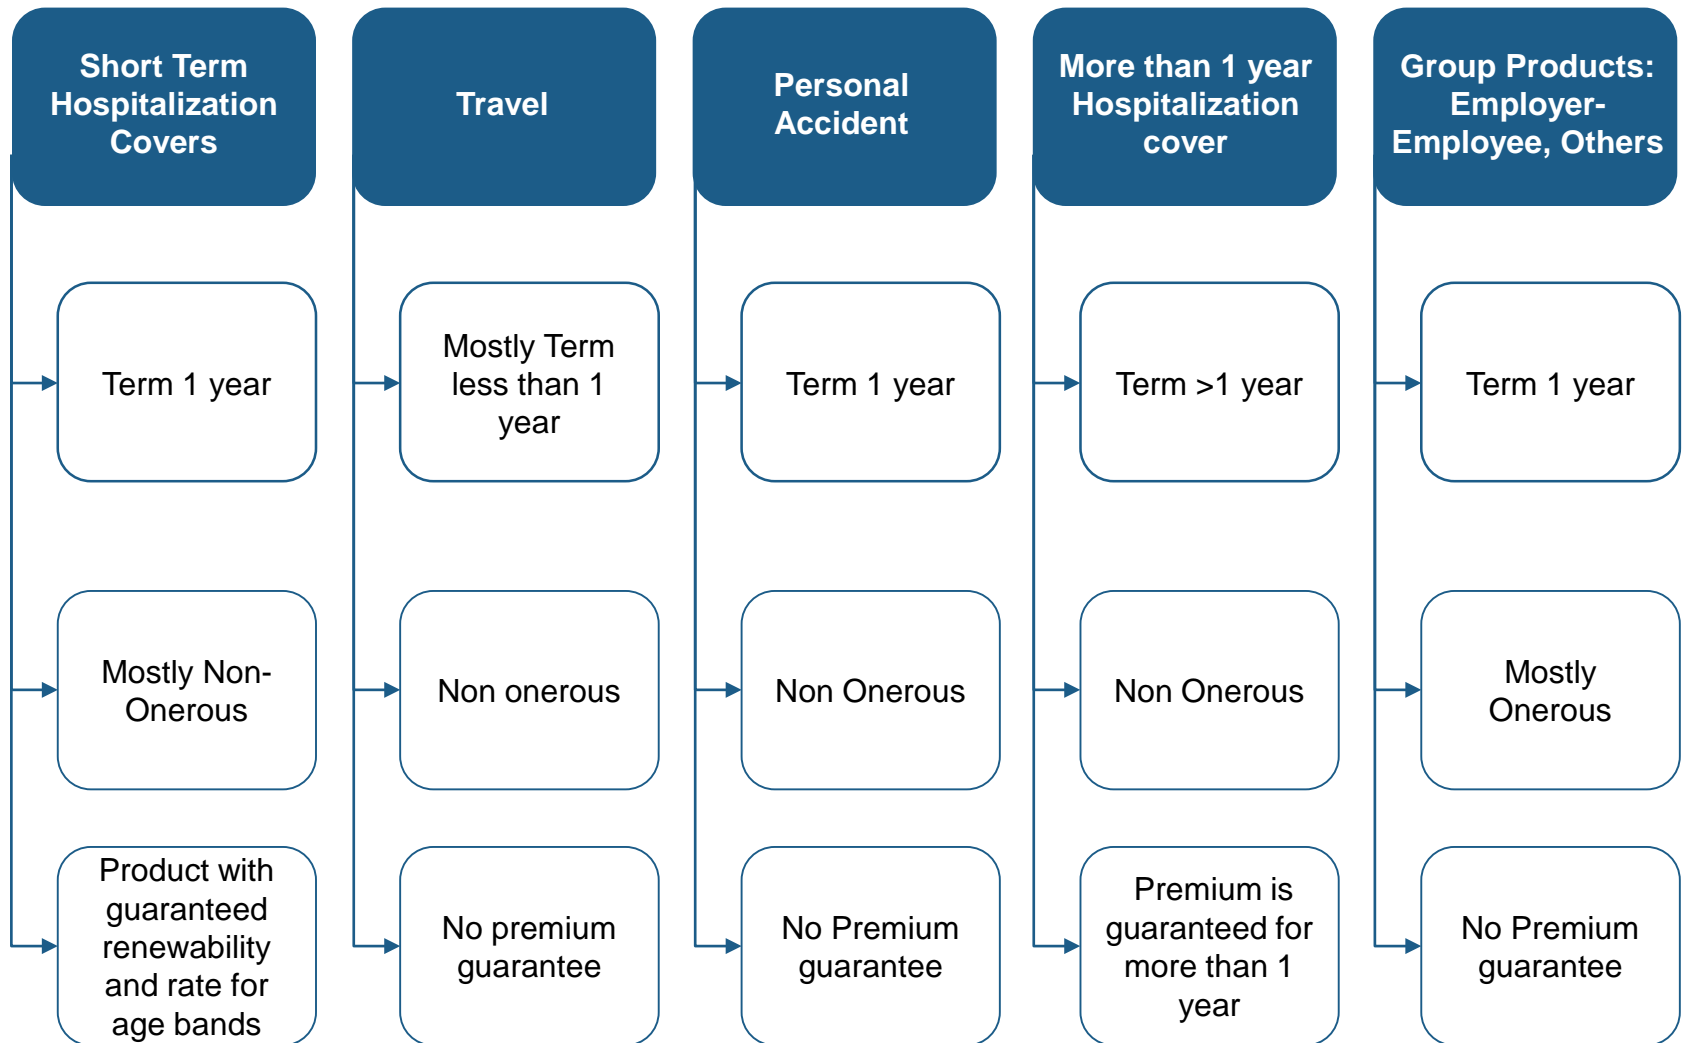 Short Term
Hospitalization
Covers
Term 1 year
Mostly Non-
Onerous
Product with
guaranteed
renewability
and rate for
age bands
Travel
Mostly Term
less than 1
year
Non onerous
No premium
guarantee
Personal
Accident
Term 1 year
Non Onerous
No Premium
guarantee
More than 1 year
Hospitalization
cover
Term >1 year
Non Onerous
Premium is
guaranteed for
more than 1
year
Group Products:
Employer-
Employee, Others
Term 1 year
Mostly
Onerous
No Premium
guarantee